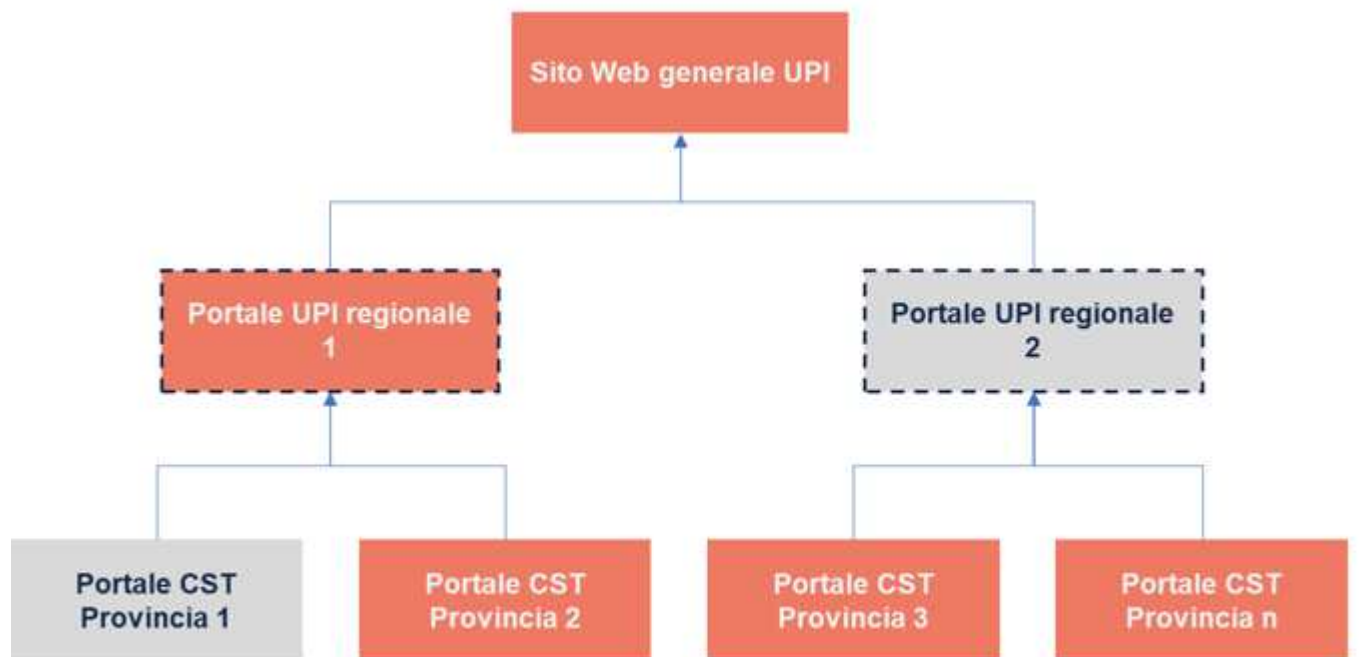 Sito Web generale UPI
Portale UPI regionale
1
Portale UPI regionale
2
Portale CST
Provincia 1
Portale CST
Provincia 2
Portale CST
Provincia 3
Portale CST
Provincia n